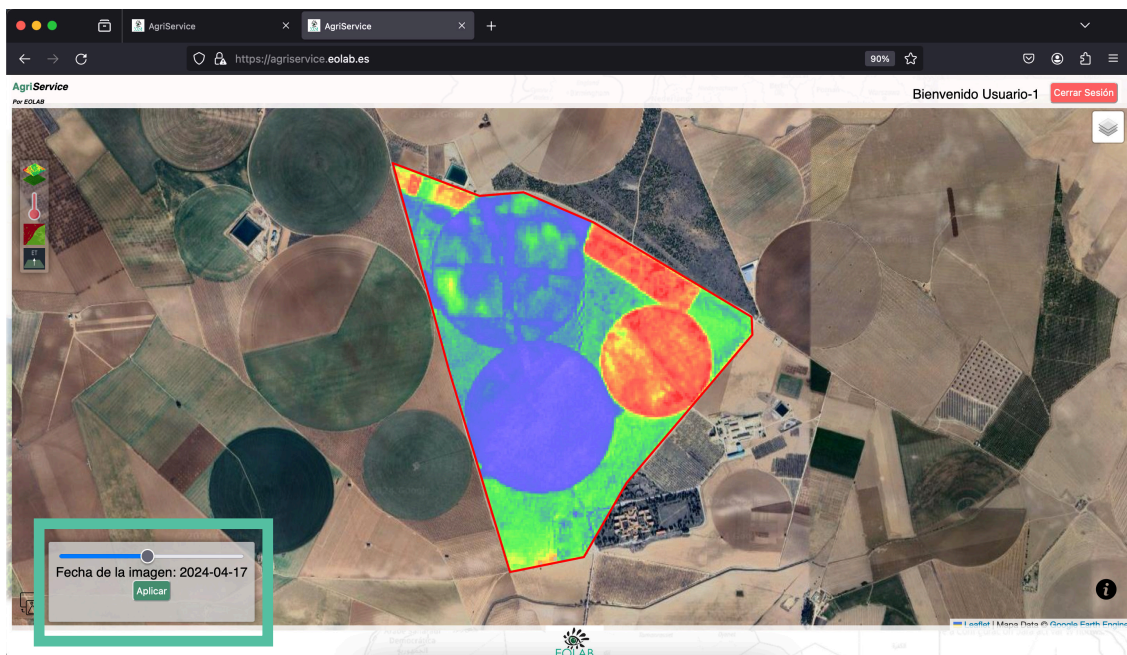 AgriService
AgriService
https://agriservice.eolab.es
90%
AgriService
Por EOLAB
Bienvenido Usuario-1
Cerrar Sesión
ET
Fecha de la imagen: 2024-04-17
Aplicar
i
Leaflet | Mapa Data © Google Earth Engine
EOLAB